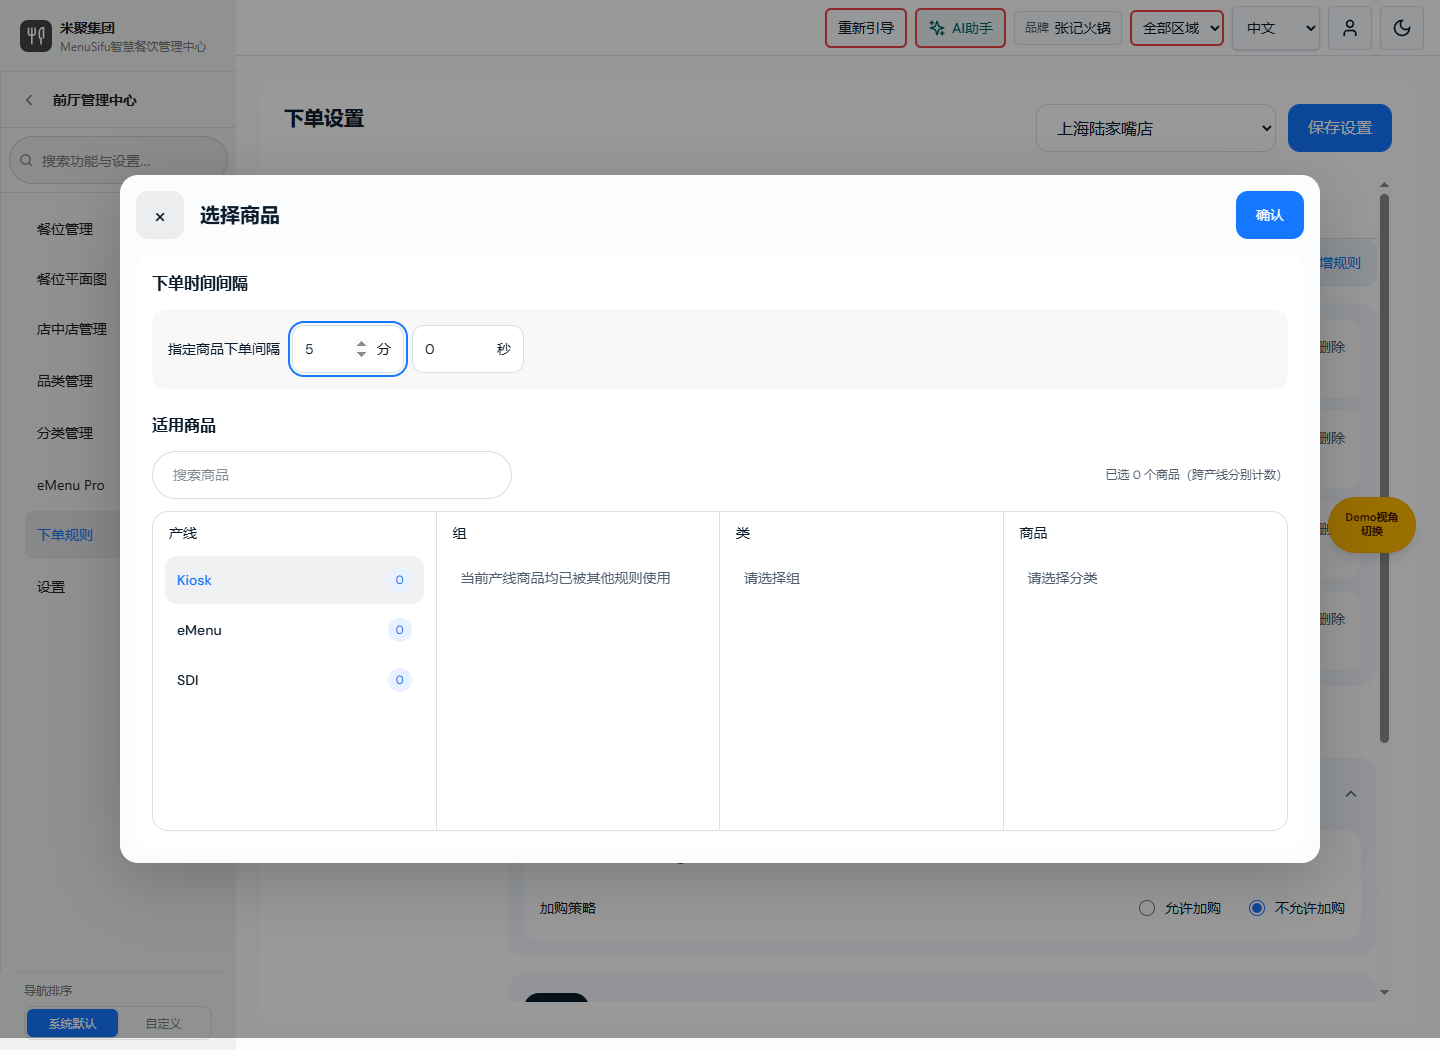 米聚集团
MenuSifu智慧餐饮管理中心
重新引导
AI助手
品牌 张记火锅
全部区域
中文
前厅管理中心
搜索功能与设置...
餐位管理
餐位平面图
店中店管理
品类管理
分类管理
eMenu Pro
下单规则
设置
导航排序
系统默认
自定义
下单设置
上海陆家嘴店
保存设置
增规则
删除
删除
删除
Demo视角
切换
×
选择商品
确认
下单时间间隔
指定商品下单间隔
5
分
0
秒
适用商品
搜索商品
已选 0 个商品（跨产线分别计数）
产线
组
类
商品
Kiosk
0
当前产线商品均已被其他规则使用
请选择组
请选择分类
eMenu
0
SDI
0
加购策略
允许加购
不允许加购